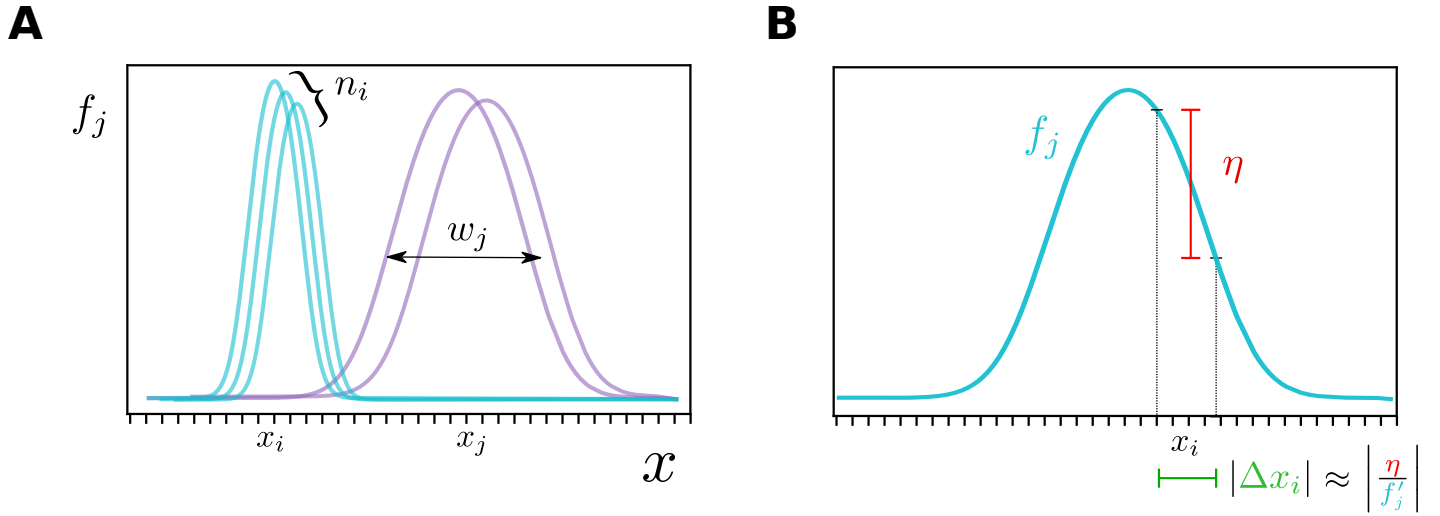 A
B
f_j
n_i
w_j
x_i
x_j
x
f_j
η
x_i
|Δx_i| ≈ |η/f'_j|